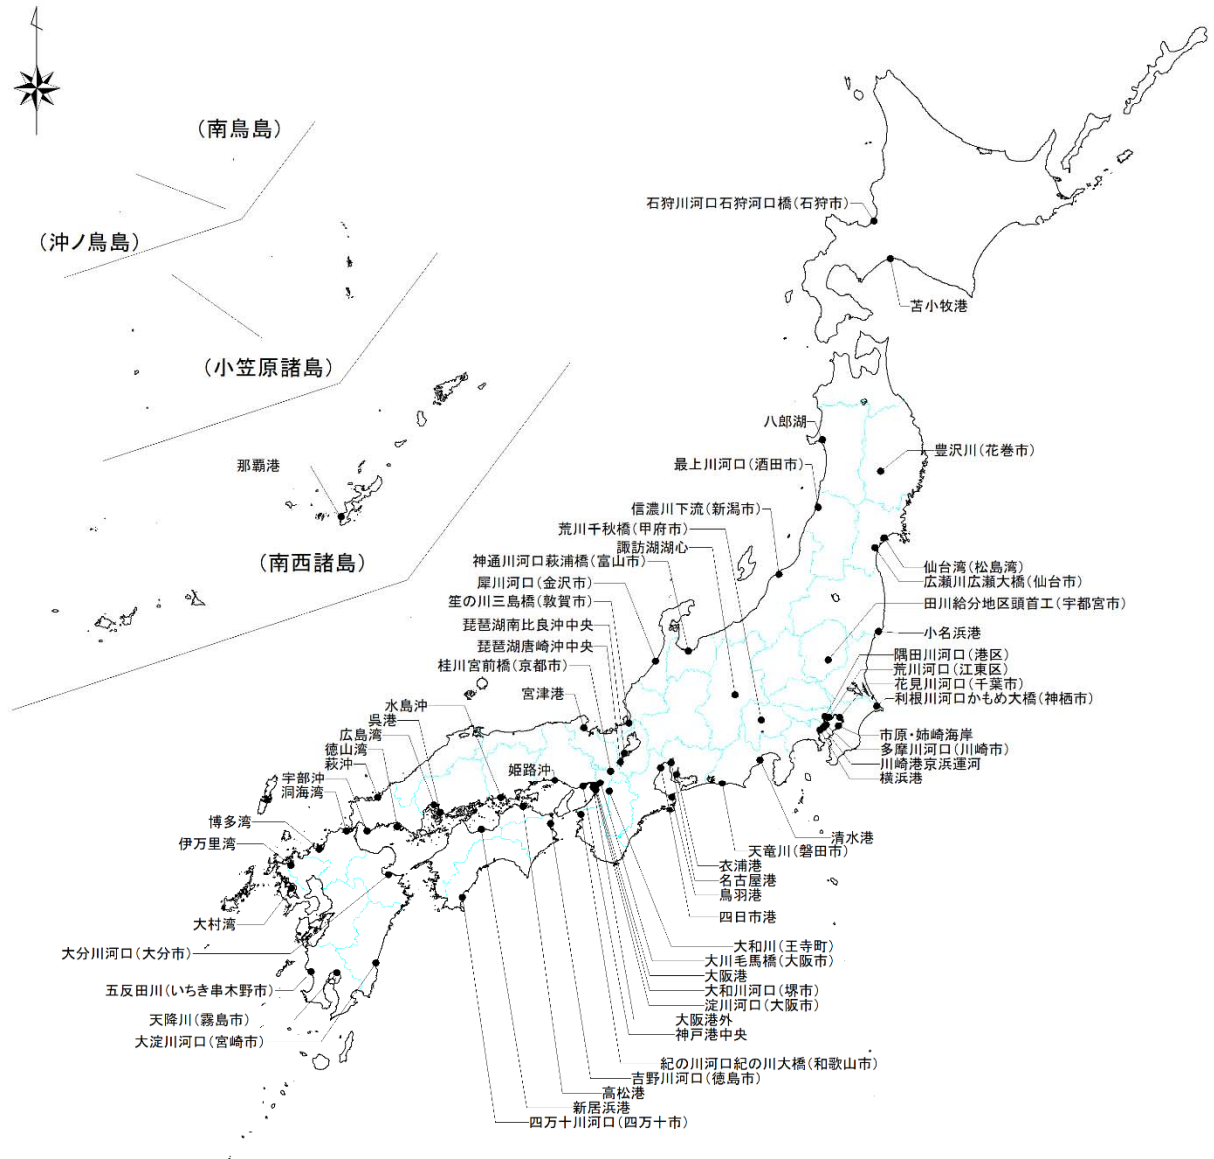 (南鳥島)
(沖ノ鳥島)
(小笠原諸島)
那覇港
(南西諸島)
石狩川河口石狩河口橋(石狩市)
苫小牧港
八郎湖
豊沢川(花巻市)
最上川河口(酒田市)
信濃川下流(新潟市)
荒川千秋橋(甲府市)
諏訪湖湖心
神通川河口萩浦橋(富山市)
犀川河口(金沢市)
笙の川三島橋(敦賀市)
琵琶湖南比良沖中央
琵琶湖唐崎沖中央
桂川宮前橋(京都市)
宮津港
水島沖
呉港
広島湾
徳山湾
萩沖
宇部沖
洞海湾
姫路沖
博多湾
伊万里湾
大村湾
大分川河口(大分市)
五反田川(いちき串木野市)
天降川(霧島市)
大淀川河口(宮崎市)
仙台湾(松島湾)
広瀬川広瀬大橋(仙台市)
田川給分地区頭首工(宇都宮市)
小名浜港
隅田川河口(港区)
荒川河口(江東区)
花見川河口(千葉市)
利根川河口かもめ大橋(神栖市)
市原・姉崎海岸
多摩川河口(川崎市)
川崎港京浜運河
横浜港
清水港
天竜川(磐田市)
衣浦港
名古屋港
鳥羽港
四日市港
大和川(王寺町)
大川毛馬橋(大阪市)
大阪港
大和川河口(堺市)
淀川河口(大阪市)
大阪港外
神戸港中央
紀の川河口紀の川大橋(和歌山市)
吉野川河口(徳島市)
高松港
新居浜港
四万十川河口(四万十市)